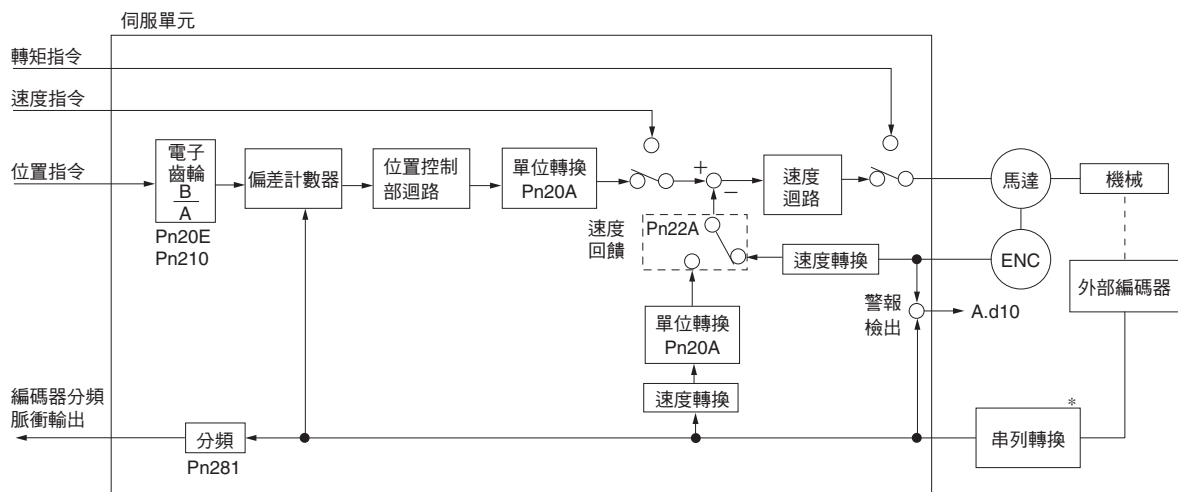 伺服單元
轉矩指令
速度指令
位置指令
電子
齒輪
B
A
Pn20E
Pn210
偏差計數器
位置控制
部迴路
單位轉換
Pn20A
+
−
速度
迴路
馬達
機械
速度
回饋
Pn22A
速度轉換
ENC
外部編碼器
警報
檢出
A.d10
單位轉換
Pn20A
速度轉換
編碼器分頻
脈衝輸出
分頻
Pn281
*
串列轉換